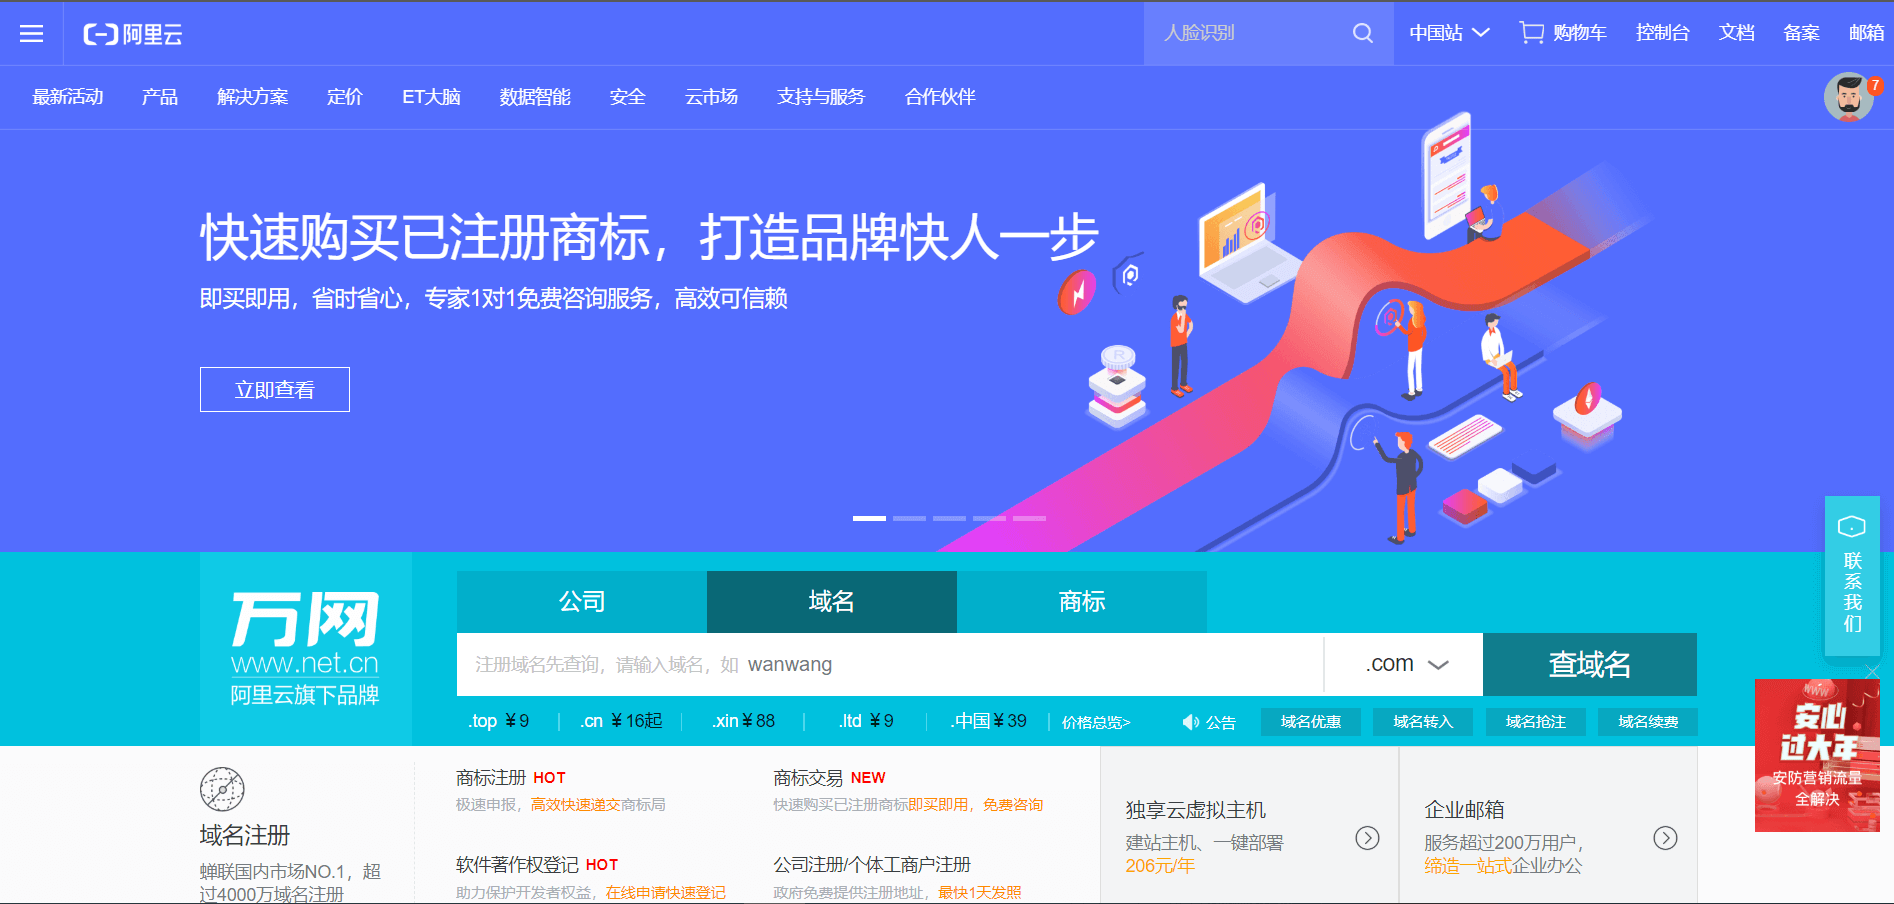 阿里云
人脸识别
中国站
购物车
控制台
文档
备案
邮箱
最新活动
产品
解决方案
定价
ET大脑
数据智能
安全
云市场
支持与服务
合作伙伴
7
快速购买已注册商标，打造品牌快人一步
即买即用，省时省心，专家1对1免费咨询服务，高效可信赖
立即查看
R
联系我们
万网
www.net.cn
阿里云旗下品牌
公司
域名
商标
注册域名先查询，请输入域名，如 wanwang
.com
查域名
.top ¥9
.cn ¥16起
.xin¥88
.ltd ¥9
.中国¥39
价格总览>
公告
域名优惠
域名转入
域名抢注
域名续费
www
安心
过大年
安防营销流量
全解决
域名注册
蝉联国内市场NO.1，超
过4000万域名注册
商标注册 HOT
极速申报，高效快速递交商标局
商标交易 NEW
快速购买已注册商标即买即用，免费咨询
软件著作权登记 HOT
助力保护开发者权益，在线申请快速登记
公司注册/个体工商户注册
政府免费提供注册地址，最快1天发照
独享云虚拟主机
建站主机、一键部署
206元/年
企业邮箱
服务超过200万用户，
缔造一站式企业办公